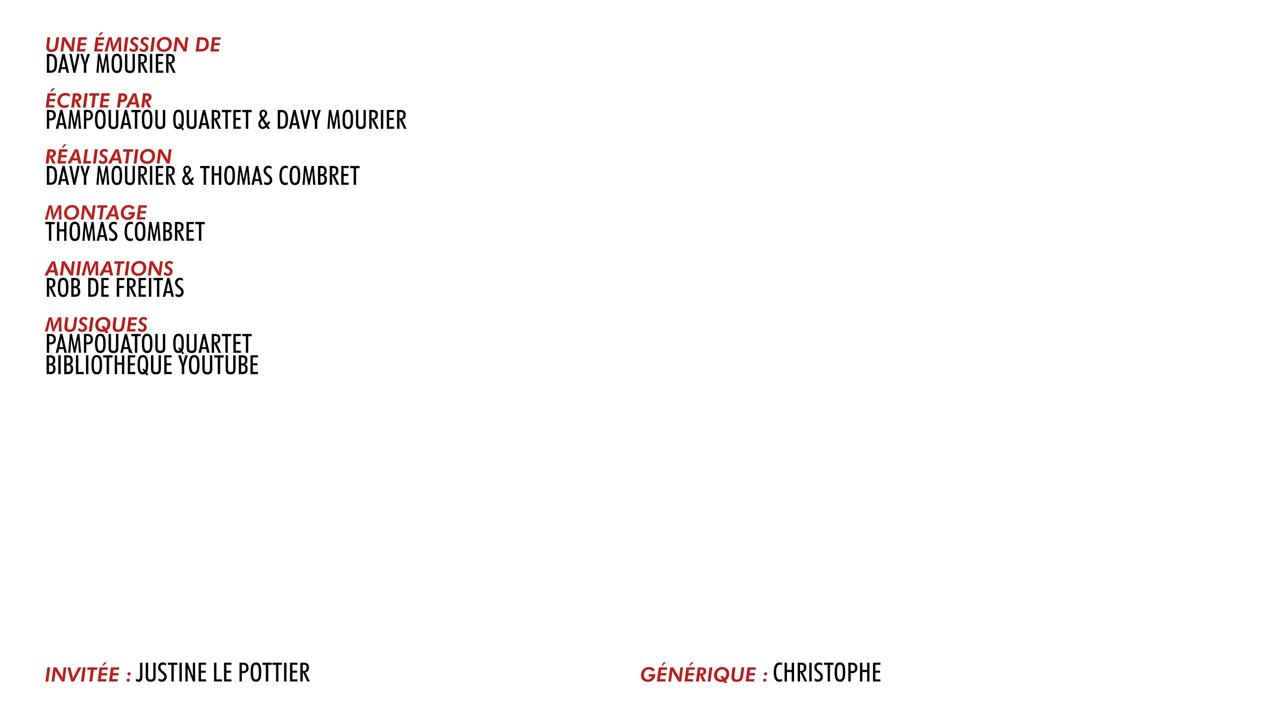 UNE ÉMISSION DE
DAVY MOURIER
ÉCRITE PAR
PAMPOUATOU QUARTET & DAVY MOURIER
RÉALISATION
DAVY MOURIER & THOMAS COMBRET
MONTAGE
THOMAS COMBRET
ANIMATIONS
ROB DE FREITAS
MUSIQUES
PAMPOUATOU QUARTET
BIBLIOTHÈQUE YOUTUBE
INVITÉE : JUSTINE LE POTTIER
GÉNÉRIQUE : CHRISTOPHE